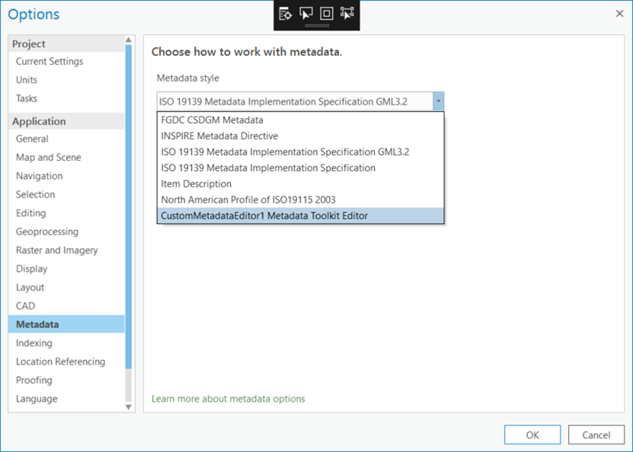 Options
Project
Current Settings
Units
Tasks
Application
General
Map and Scene
Navigation
Selection
Editing
Geoprocessing
Raster and Imagery
Display
Layout
CAD
Metadata
Indexing
Location Referencing
Proofing
Language
Choose how to work with metadata.
Metadata style
ISO 19139 Metadata Implementation Specification GML3.2
FGDC CSDGM Metadata
INSPIRE Metadata Directive
ISO 19139 Metadata Implementation Specification GML3.2
ISO 19139 Metadata Implementation Specification
Item Description
North American Profile of ISO19115 2003
CustomMetadataEditor1 Metadata Toolkit Editor
Learn more about metadata options
OK
Cancel